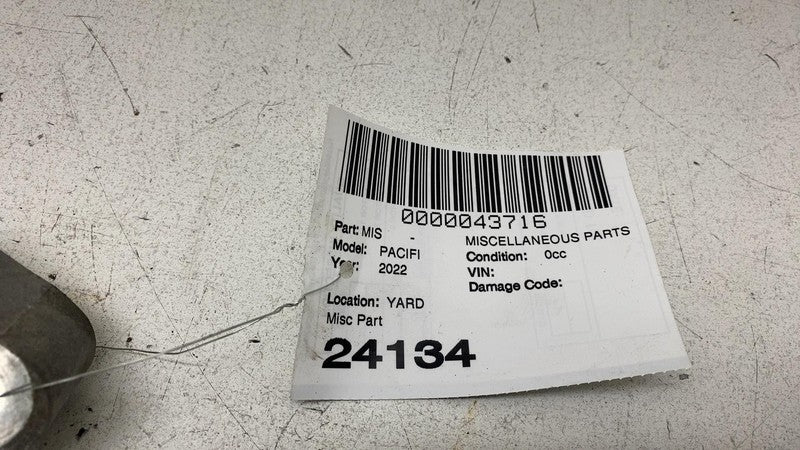 0000043716
Part: MIS - MISCELLANEOUS PARTS
Model: PACIFI Condition: 0cc
Year: 2022 VIN:
Damage Code:
Location: YARD
Misc Part
24134